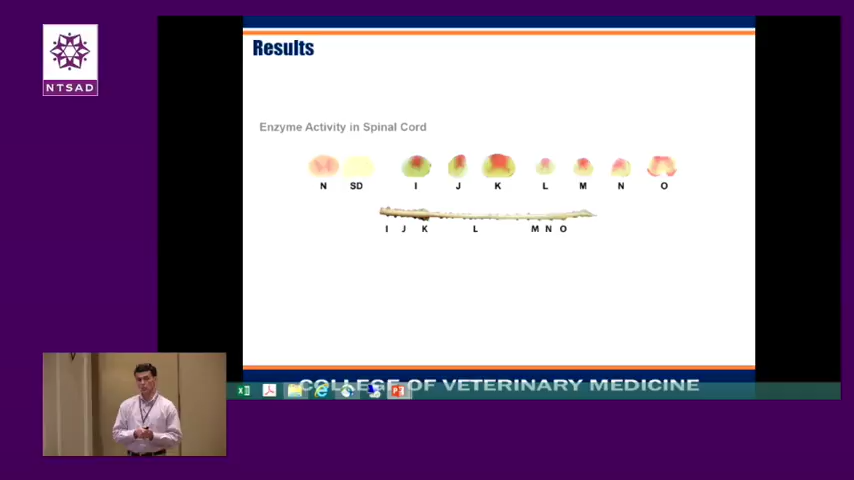 NTSAD
Results
Enzyme Activity in Spinal Cord
N SD I J K L M N O
I J K L M N O
COLLEGE OF VETERINARY MEDICINE